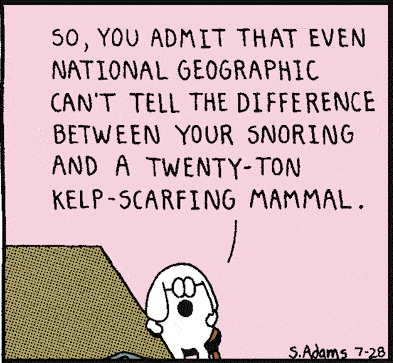 SO, YOU ADMIT THAT EVEN
NATIONAL GEOGRAPHIC
CAN'T TELL THE DIFFERENCE
BETWEEN YOUR SNORING
AND A TWENTY-TON
KELP-SCARFING MAMMAL.
S.Adams 7-28